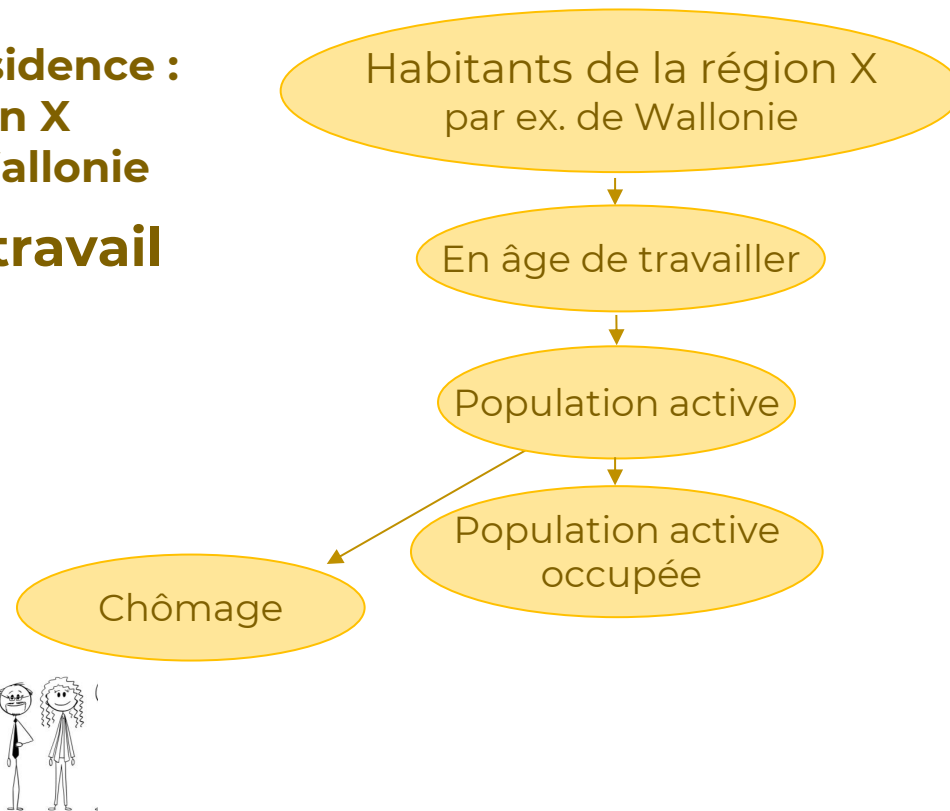 sidence :
n X
allonie
travail
Habitants de la région X
par ex. de Wallonie
En âge de travailler
Population active
Population active
occupée
Chômage